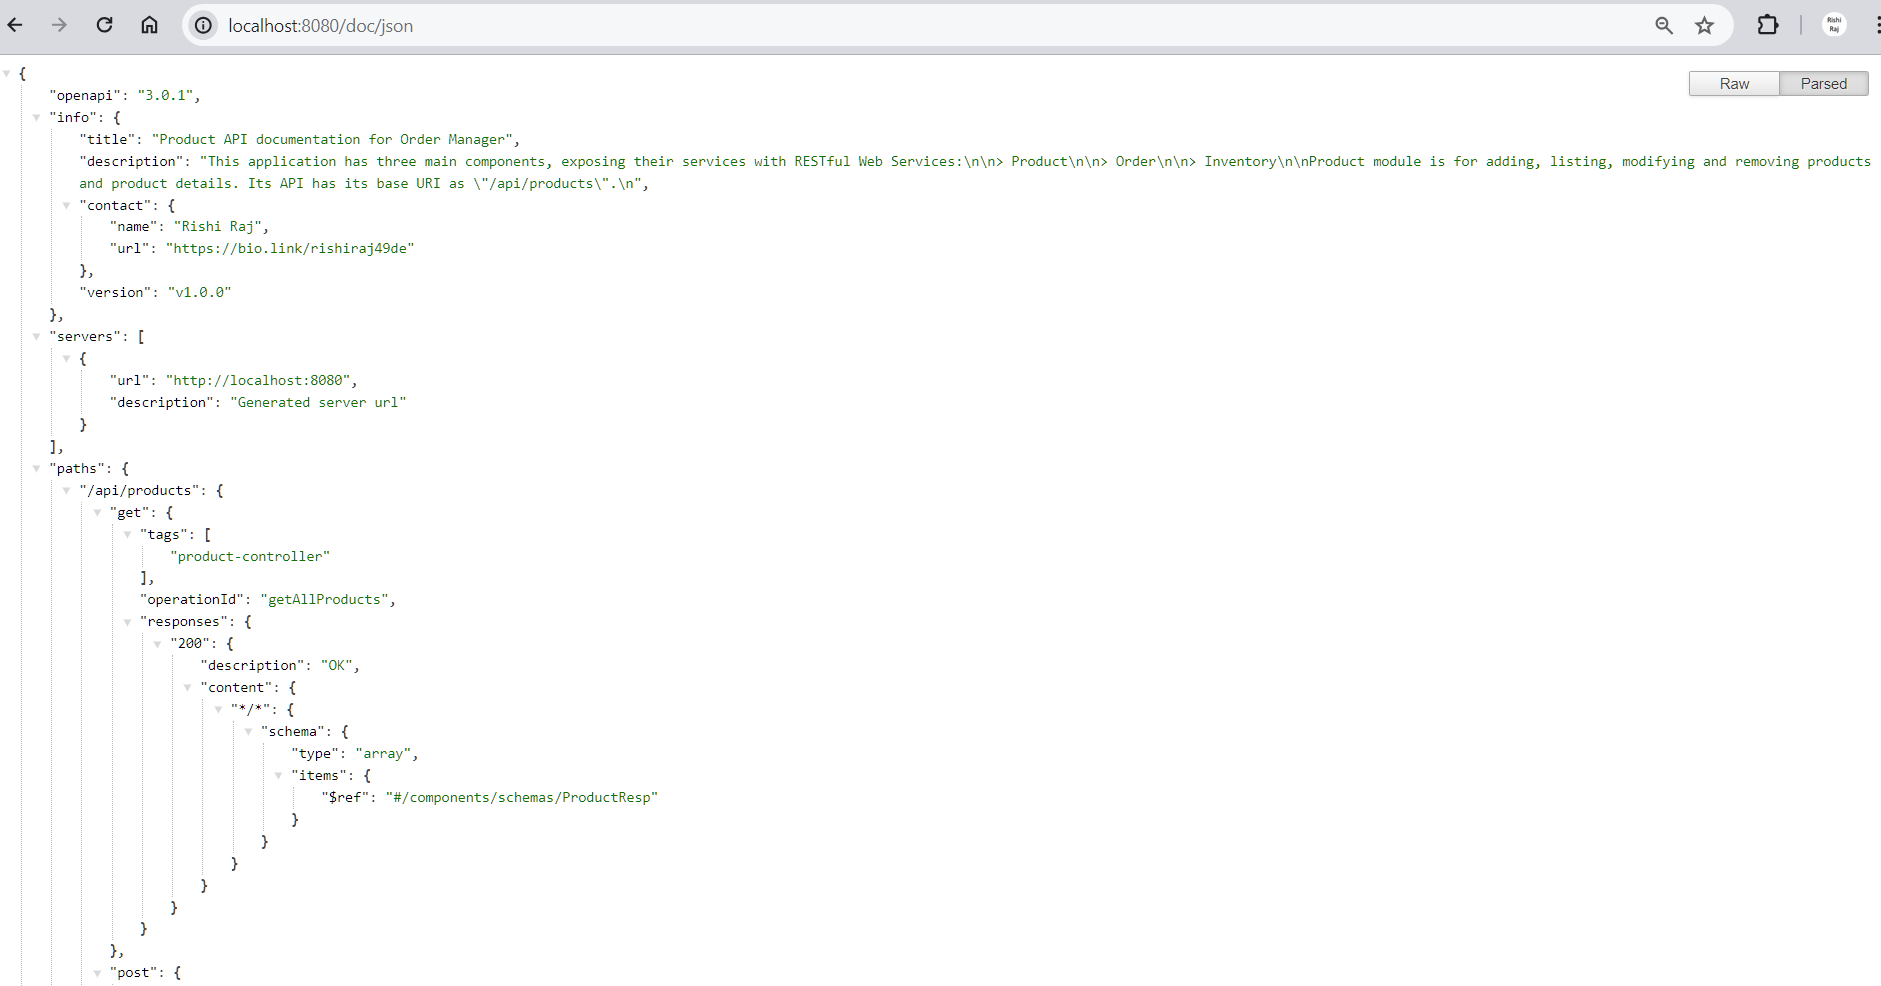 localhost:8080/doc/json
Rishi
Raj
Raw Parsed
{
"openapi": "3.0.1",
"info": {
"title": "Product API documentation for Order Manager",
"description": "This application has three main components, exposing their services with RESTful Web Services:\n\n> Product\n\n> Order\n\n> Inventory\n\nProduct module is for adding, listing, modifying and removing products
and product details. Its API has its base URI as \"/api/products\".\n",
"contact": {
"name": "Rishi Raj",
"url": "https://bio.link/rishiraj49de"
},
"version": "v1.0.0"
},
"servers": [
{
"url": "http://localhost:8080",
"description": "Generated server url"
}
],
"paths": {
"/api/products": {
"get": {
"tags": [
"product-controller"
],
"operationId": "getAllProducts",
"responses": {
"200": {
"description": "OK",
"content": {
"*/*": {
"schema": {
"type": "array",
"items": {
"$ref": "#/components/schemas/ProductResp"
}
}
}
}
}
}
},
"post": {